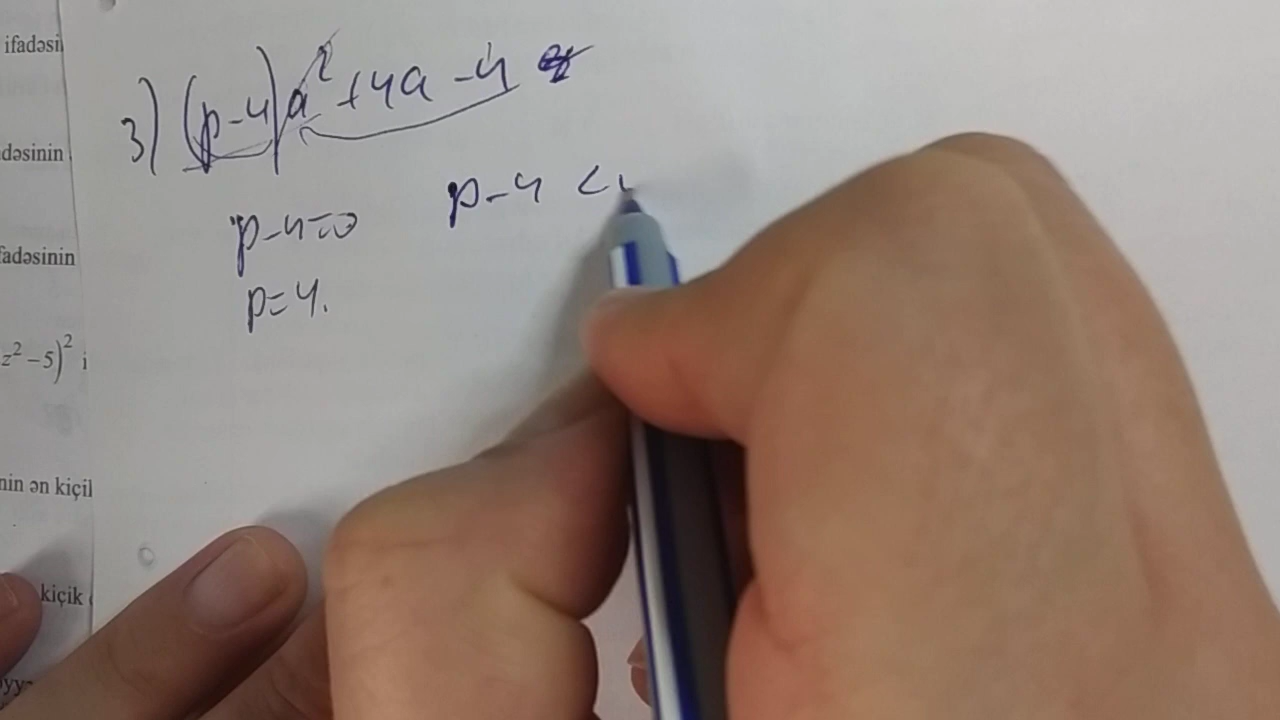 ifadəsi
3) (p-4)a²+4a-4
dəsinin
p-4 <
p-4=0
fadəsinin
p=4.
z² -5)² i
nin ən kiçil
kiçik